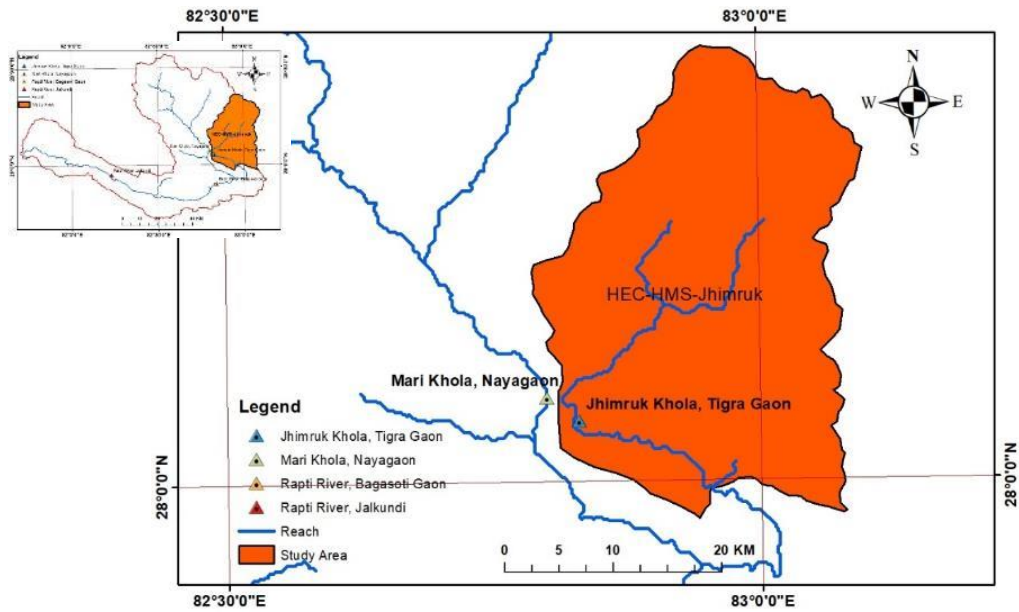 82°30'0"E
83°0'0"E
Legend
N
W
E
S
HEC-HMS-Jhimruk
Mari Khola, Nayagaon
Jhimruk Khola, Tigra Gaon
Legend
Jhimruk Khola, Tigra Gaon
Mari Khola, Nayagaon
Rapti River, Bagasoti Gaon
Rapti River, Jalkundi
Reach
Study Area
0 5 10 20 KM
28°0'0"N
28°0'0"N
82°30'0"E
83°0'0"E